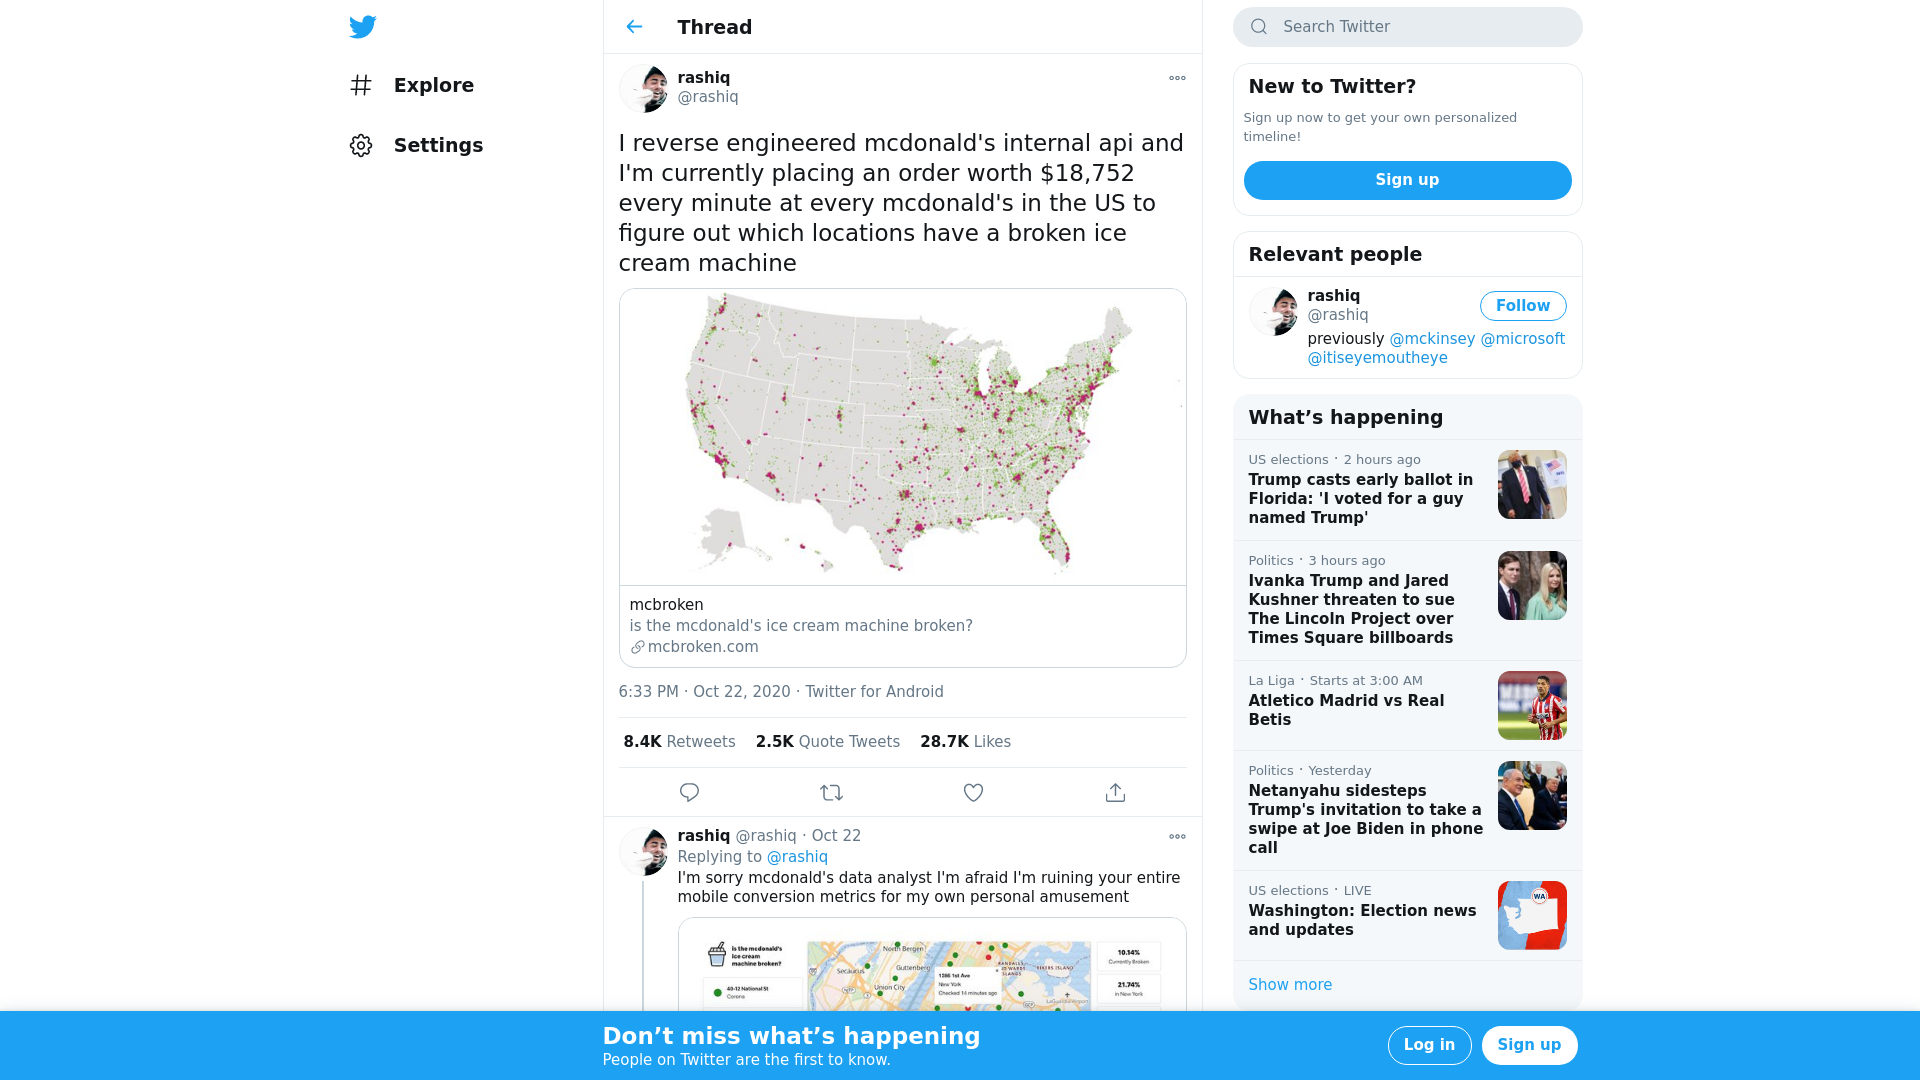 Explore
Settings
Thread
rashiq
@rashiq
I reverse engineered mcdonald's internal api and
I'm currently placing an order worth $18,752
every minute at every mcdonald's in the US to
figure out which locations have a broken ice
cream machine
mcbroken
is the mcdonald's ice cream machine broken?
mcbroken.com
6:33 PM · Oct 22, 2020 · Twitter for Android
8.4K Retweets 2.5K Quote Tweets 28.7K Likes
rashiq @rashiq · Oct 22
Replying to @rashiq
I'm sorry mcdonald's data analyst I'm afraid I'm ruining your entire
mobile conversion metrics for my own personal amusement
is the mcdonald's
ice cream
machine broken?
40-12 National St
Corona
North Bergen
Secaucus
Guttenberg
Union City
1286 1st Ave
New York
Checked 14 minutes ago
RIKERS ISLAND
LaGuardia Airport
10.14%
Currently Broken
21.74%
in New York
Search Twitter
New to Twitter?
Sign up now to get your own personalized
timeline!
Sign up
Relevant people
rashiq
@rashiq
Follow
previously @mckinsey @microsoft
@itiseyemoutheye
What’s happening
US elections · 2 hours ago
Trump casts early ballot in
Florida: 'I voted for a guy
named Trump'
Politics · 3 hours ago
Ivanka Trump and Jared
Kushner threaten to sue
The Lincoln Project over
Times Square billboards
La Liga · Starts at 3:00 AM
Atletico Madrid vs Real
Betis
Politics · Yesterday
Netanyahu sidesteps
Trump's invitation to take a
swipe at Joe Biden in phone
call
US elections · LIVE
Washington: Election news
and updates
WA
Show more
Don’t miss what’s happening
People on Twitter are the first to know.
Log in
Sign up